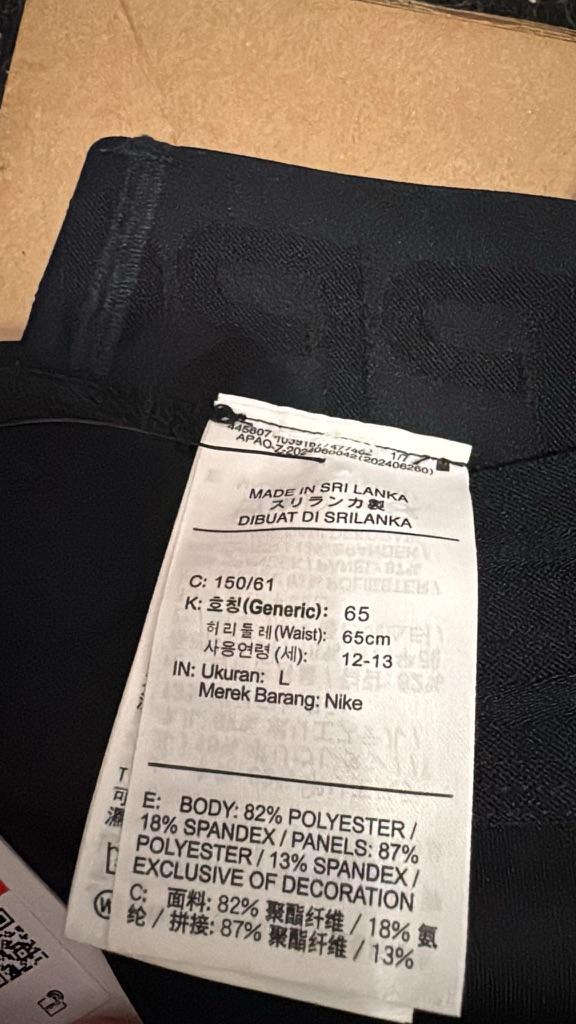 MADE IN SRI LANKA
スリランカ製
DIBUAT DI SRILANKA
C: 150/61
K: 호칭(Generic): 65
허리둘레(Waist): 65cm
사용연령 (세): 12-13
IN: Ukuran: L
Merek Barang: Nike
E: BODY: 82% POLYESTER /
18% SPANDEX / PANELS: 87%
POLYESTER / 13% SPANDEX /
EXCLUSIVE OF DECORATION
C: 面料: 82% 聚酯纤维 / 18% 氨
纶 / 拼接: 87% 聚酯纤维 / 13%
T
可
濕
W